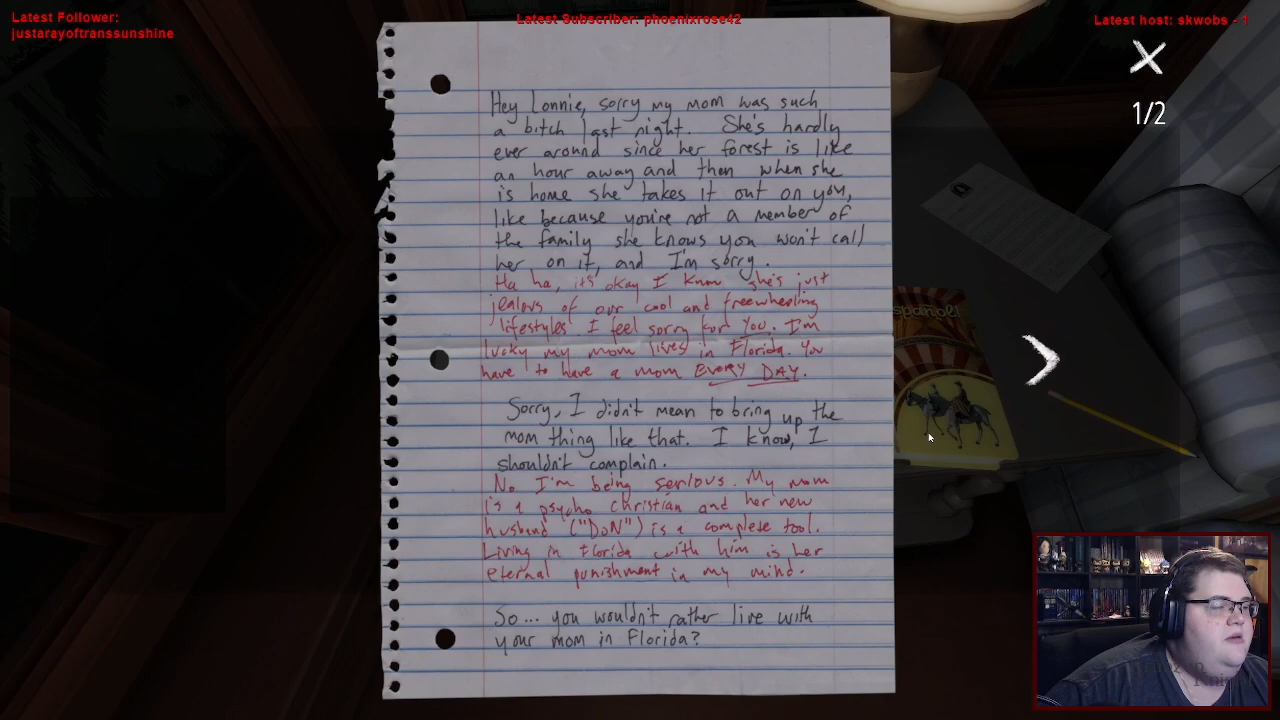 Latest Follower:
justarayoftranssunshine
Latest Subscriber: phoenixrose42
Latest host: skwobs - 1
1/2
Hey Lonnie, sorry my mom was such
a bitch last night. She's hardly
ever around since her forest is like
an hour away and then when she
is home she takes it out on you,
like because you're not a member of
the family she knows you won't call
her on it, and I'm sorry.
Ha ha, it's okay I know she's just
jealous of our cool and freewheeling
lifestyles I feel sorry for You. I'm
lucky my mom lives in Florida. You
have to have a mom EVERY DAY.
Sorry, I didn't mean to bring up the
mom thing like that. I know, I
shouldn't complain.
No I'm being serious. My mom
is a psycho christian and her new
husband ("DoN") is a complete tool.
Living in Florida with him is her
eternal punishment in my mind.
So... you wouldn't rather live with
your mom in Florida?